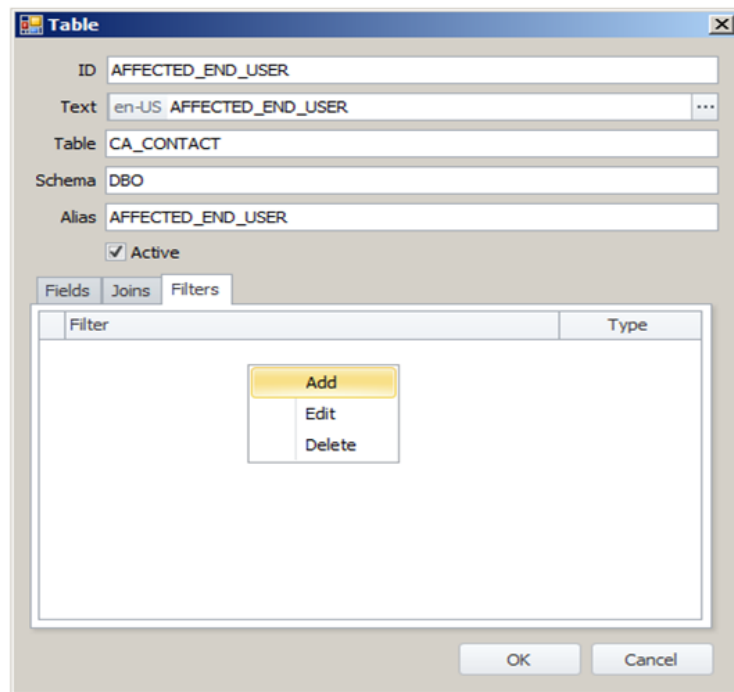 Table
ID AFFECTED_END_USER
Text en-US AFFECTED_END_USER ...
Table CA_CONTACT
Schema DBO
Alias AFFECTED_END_USER
Active
Fields Joins Filters
Filter Type
Add
Edit
Delete
OK Cancel